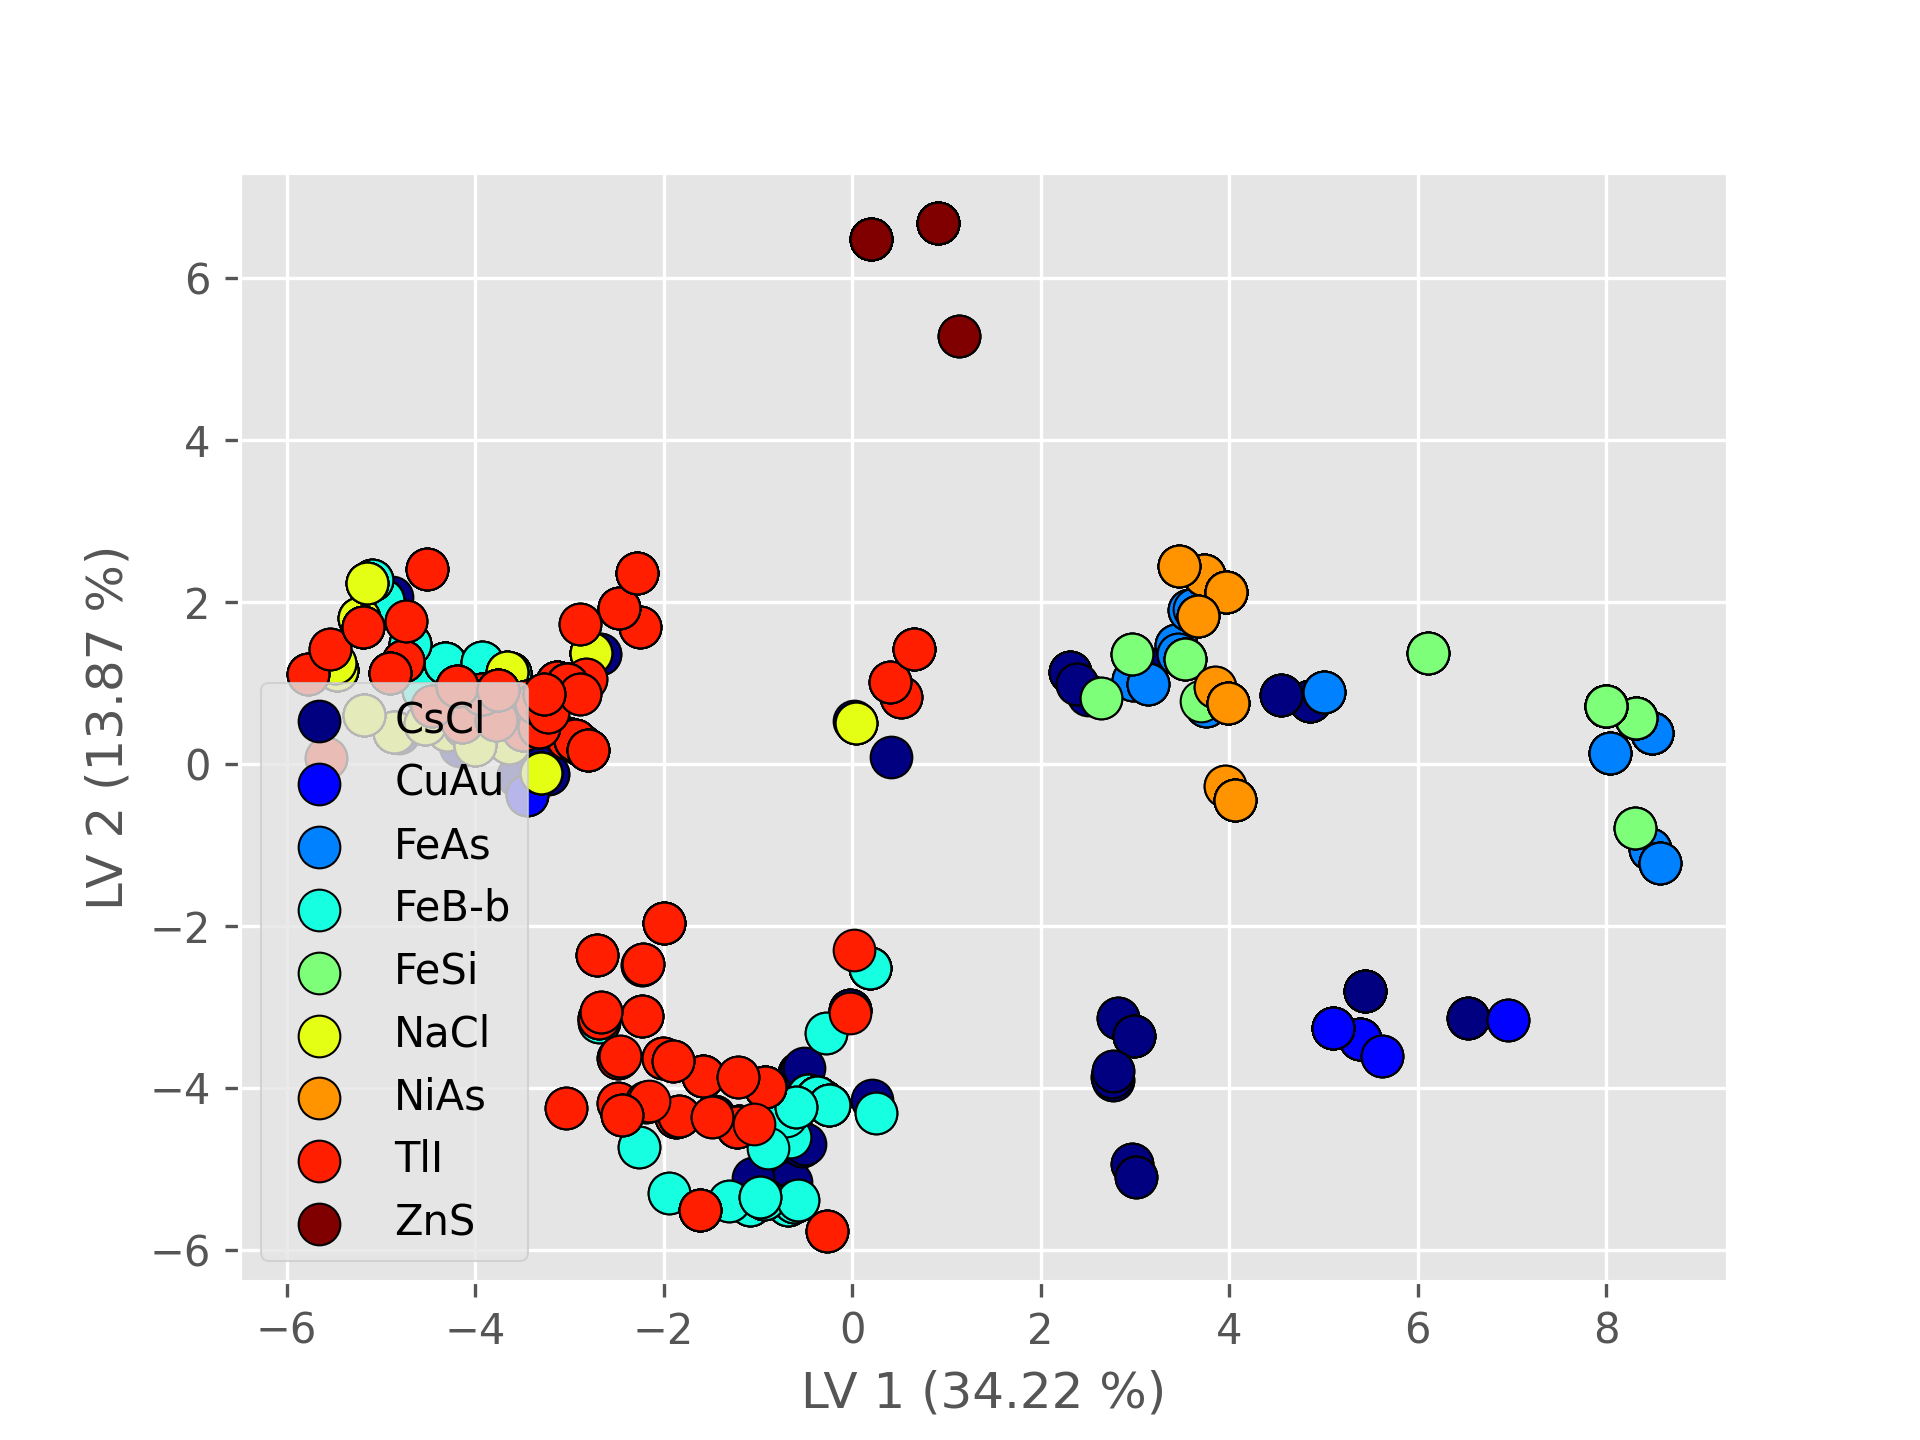 6
4
2
0
−2
−4
−6
LV 2 (13.87 %)
CsCl
CuAu
FeAs
FeB-b
FeSi
NaCl
NiAs
TlI
ZnS
−6 −4 −2 0 2 4 6 8
LV 1 (34.22 %)